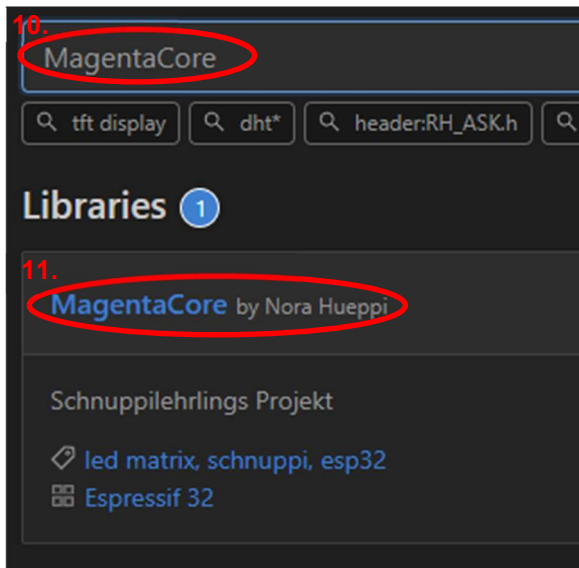 10.
MagentaCore
tft display dht* header:RH_ASK.h
Libraries 1
11.
MagentaCore by Nora Hueppi
Schnuppilehrlings Projekt
led matrix, schnuppi, esp32
Espressif 32